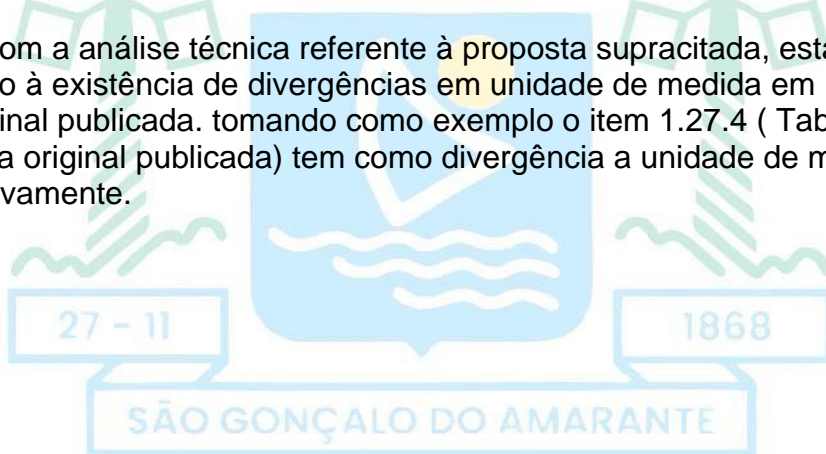 om a análise técnica referente à proposta supracitada, está
o à existência de divergências em unidade de medida em
inal publicada. tomando como exemplo o item 1.27.4 ( Tab
a original publicada) tem como divergência a unidade de m
vamente.
27 - 11
1868
SÃO GONÇALO DO AMARANTE